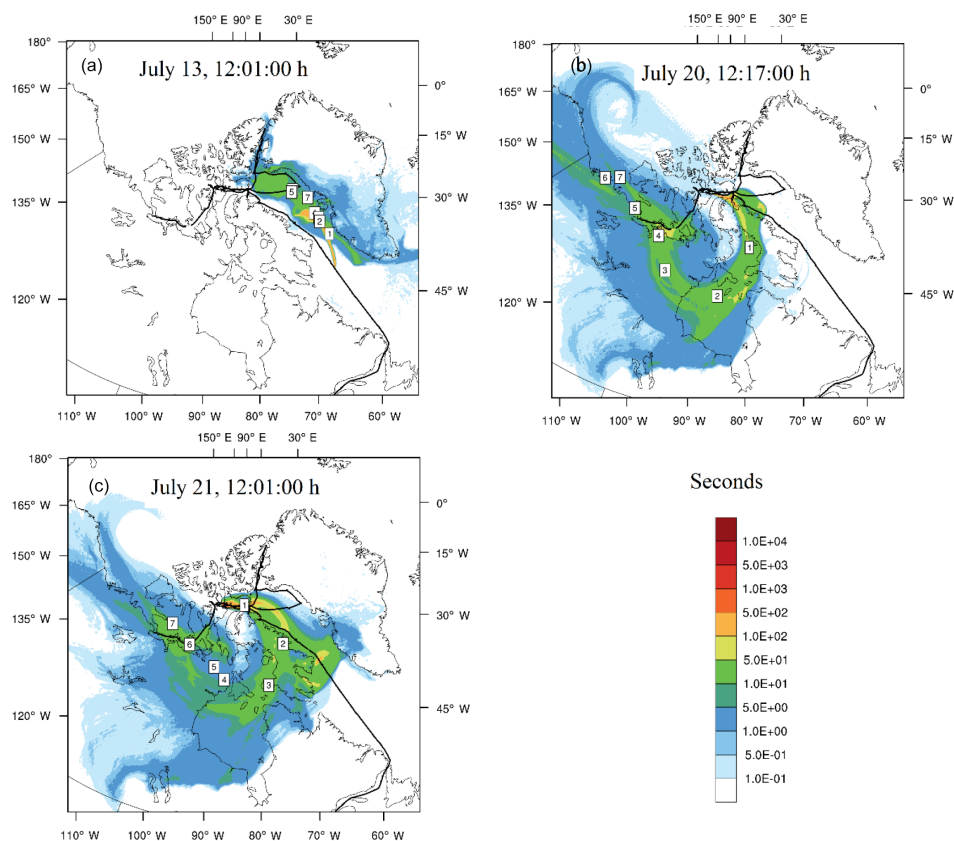 150° E 90° E 30° E
(a) July 13, 12:01:00 h
180°
165° W
150° W
135° W
120° W
0°
15° W
30° W
45° W
5
7
2
1
110° W 100° W 90° W 80° W 70° W 60° W
150° E 90° E 30° E
(b) July 20, 12:17:00 h
180°
165° W
150° W
135° W
120° W
0°
15° W
30° W
45° W
6 7
5
4
1
3
2
110° W 100° W 90° W 80° W 70° W 60° W
150° E 90° E 30° E
(c) July 21, 12:01:00 h
180°
165° W
150° W
135° W
120° W
0°
15° W
30° W
45° W
1
7
6
2
5
4
3
110° W 100° W 90° W 80° W 70° W 60° W
Seconds
1.0E+04
5.0E+03
1.0E+03
5.0E+02
1.0E+02
5.0E+01
1.0E+01
5.0E+00
1.0E+00
5.0E-01
1.0E-01